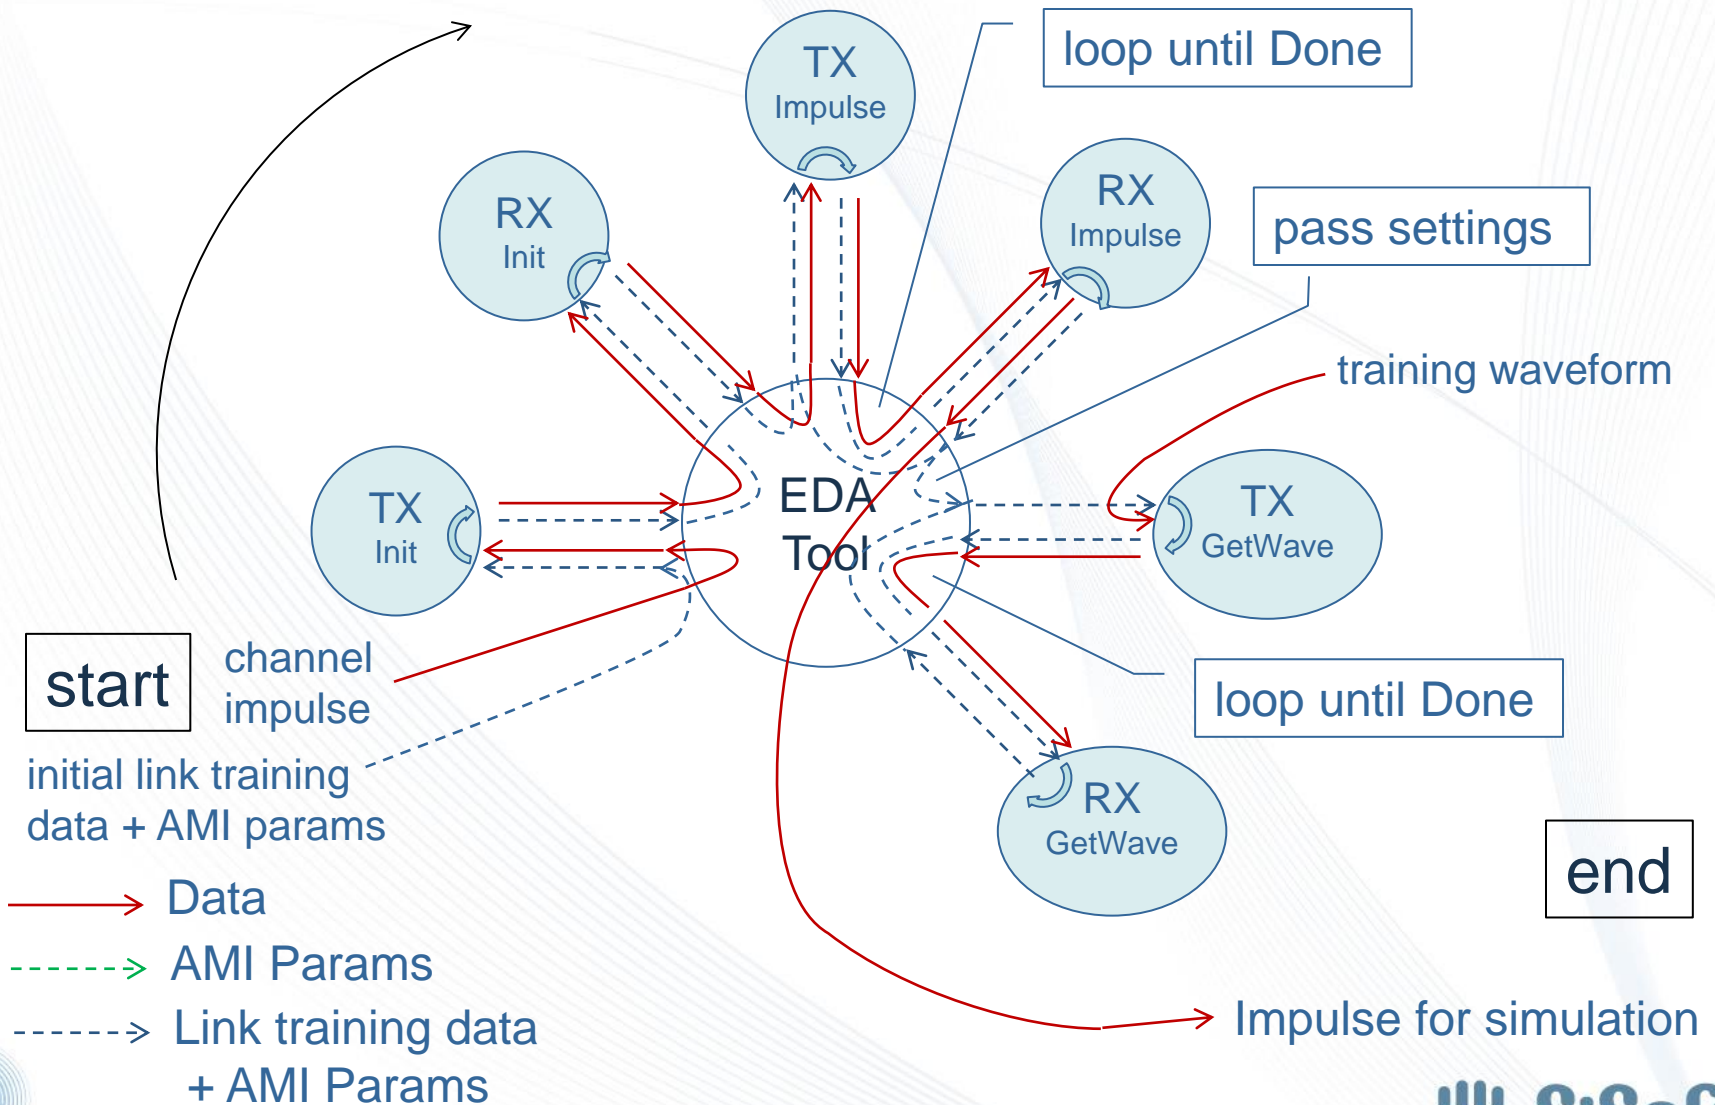 TX
Impulse
loop until Done
RX
Init
RX
Impulse
pass settings
training waveform
TX
Init
EDA
Tool
TX
GetWave
start
channel
impulse
loop until Done
initial link training
data + AMI params
RX
GetWave
end
Data
AMI Params
Link training data
+ AMI Params
Impulse for simulation